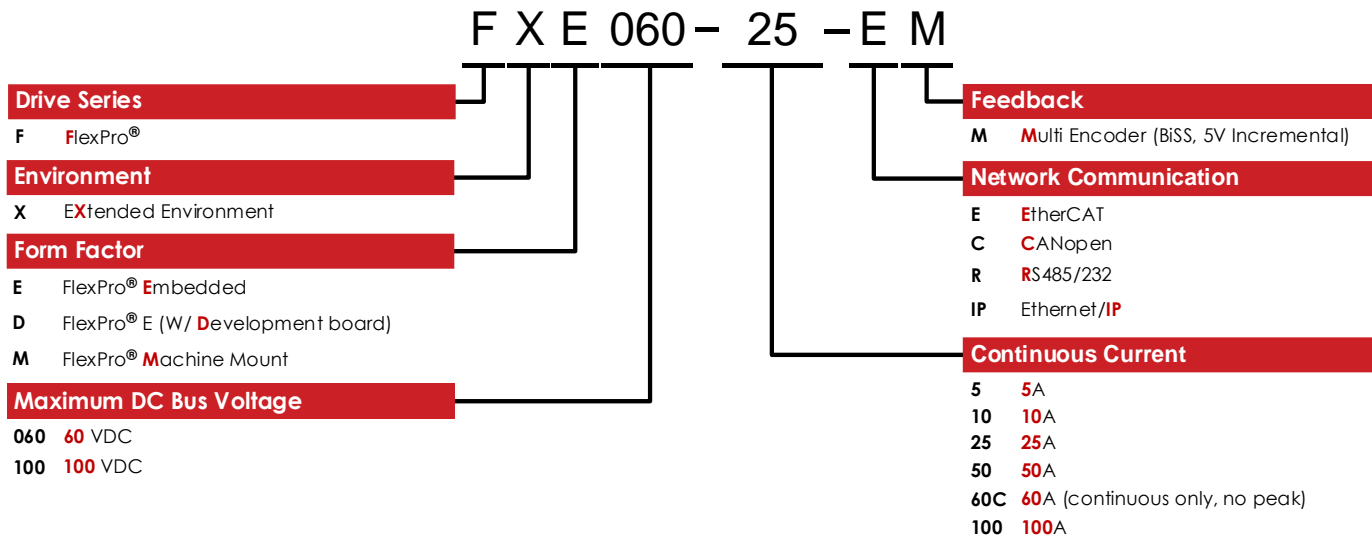 F X E 060 – 25 – E M
Drive Series
F FlexPro®
Environment
X EXtended Environment
Form Factor
E FlexPro® Embedded
D FlexPro® E (W/ Development board)
M FlexPro® Machine Mount
Maximum DC Bus Voltage
060 60 VDC
100 100 VDC
Feedback
M Multi Encoder (BiSS, 5V Incremental)
Network Communication
E EtherCAT
C CANopen
R RS485/232
IP Ethernet/IP
Continuous Current
5 5A
10 10A
25 25A
50 50A
60C 60A (continuous only, no peak)
100 100A